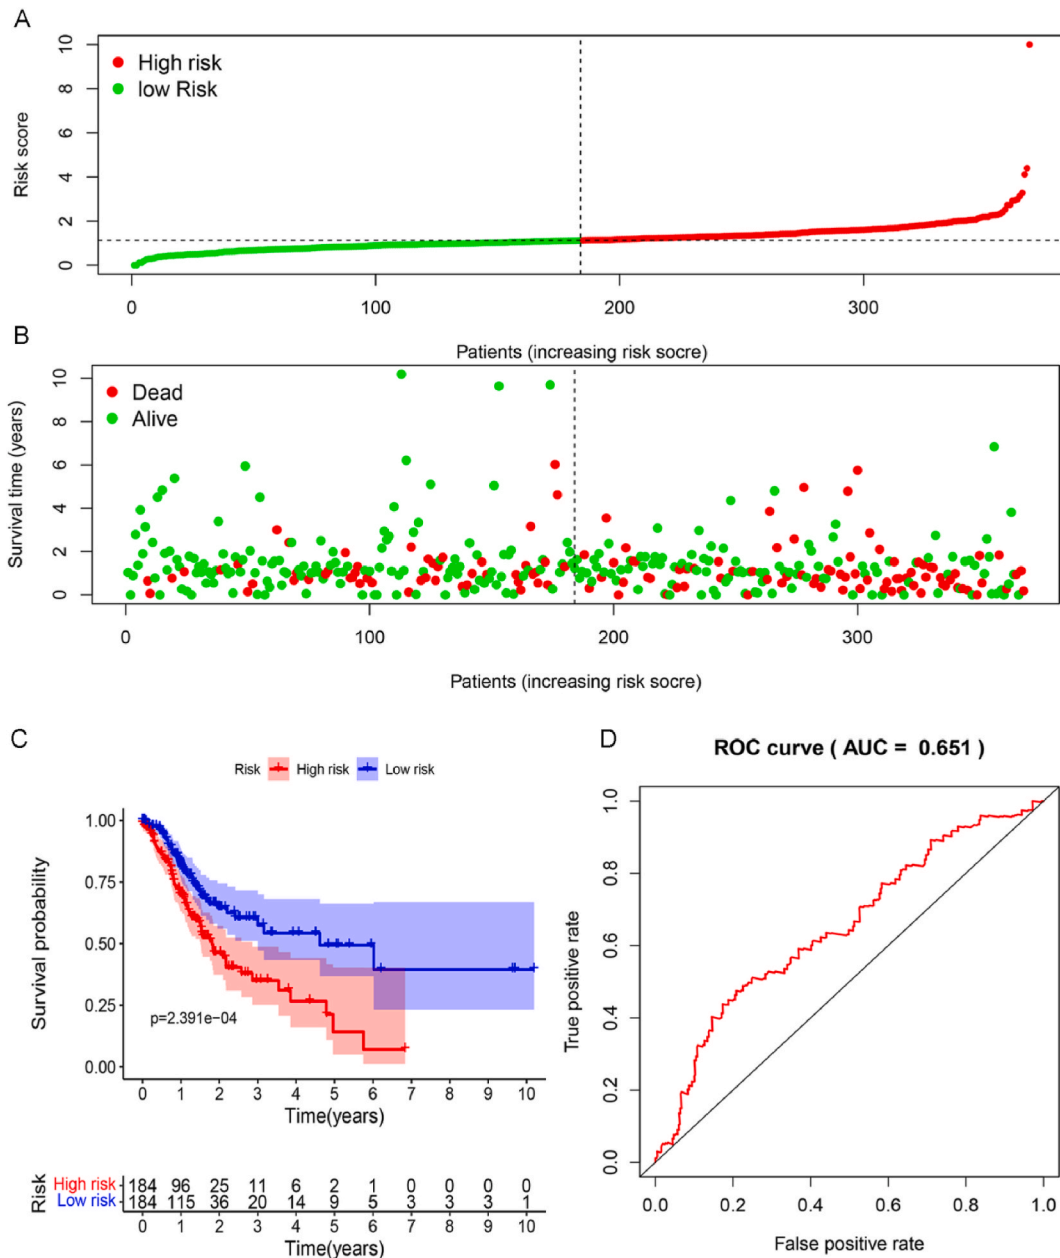 A
High risk
low Risk
Risk score
0 2 4 6 8 10
0 100 200 300
Patients (increasing risk socre)
B
Dead
Alive
Survival time (years)
0 2 4 6 8 10
0 100 200 300
Patients (increasing risk socre)
C
Risk High risk Low risk
Survival probability
1.00
0.75
0.50
0.25
0.00
p=2.391e−04
0 1 2 3 4 5 6 7 8 9 10
Time(years)
Risk
High risk 184 96 25 11 6 2 1 0 0 0 0
Low risk 184 115 36 20 14 9 5 3 3 3 1
0 1 2 3 4 5 6 7 8 9 10
Time(years)
D
ROC curve ( AUC = 0.651 )
True positive rate
0.0 0.2 0.4 0.6 0.8 1.0
0.0 0.2 0.4 0.6 0.8 1.0
False positive rate